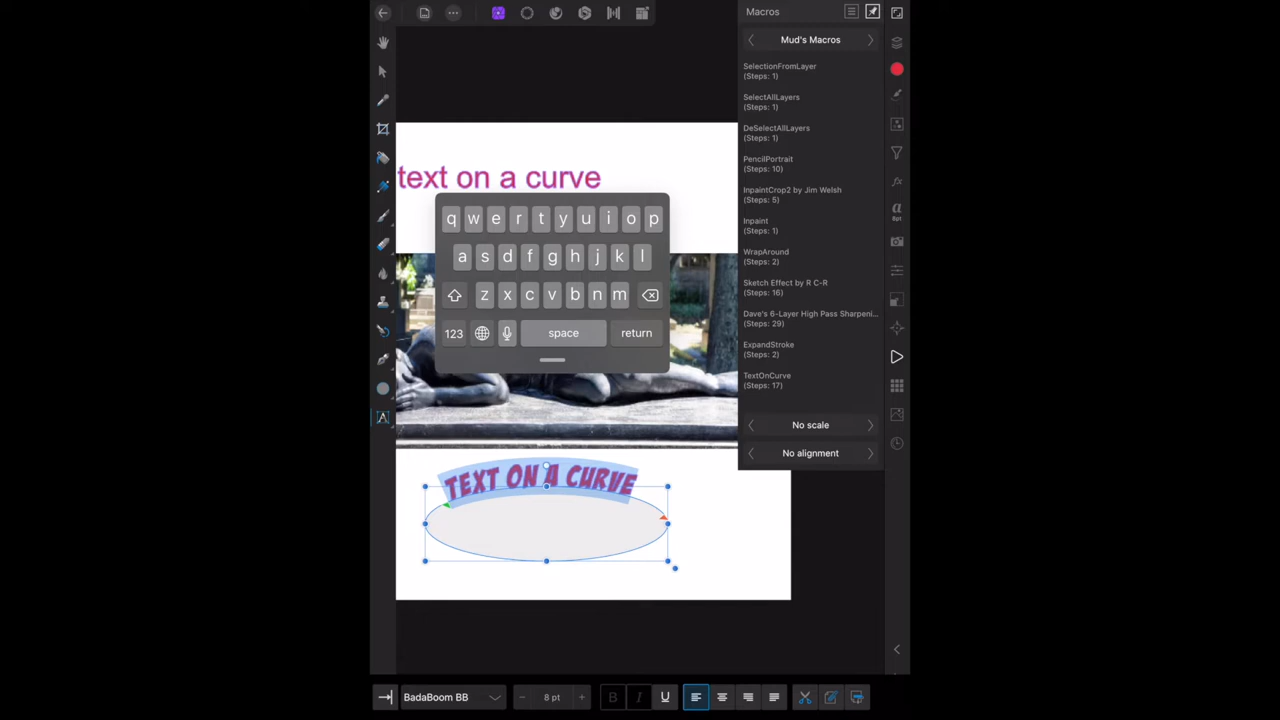 Macros
Mud's Macros
SelectionFromLayer
(Steps: 1)
SelectAllLayers
(Steps: 1)
DeSelectAllLayers
(Steps: 1)
PencilPortrait
(Steps: 10)
InpaintCrop2 by Jim Welsh
(Steps: 5)
Inpaint
(Steps: 1)
WrapAround
(Steps: 2)
Sketch Effect by R C-R
(Steps: 16)
Dave's 6-Layer High Pass Sharpeni...
(Steps: 29)
ExpandStroke
(Steps: 2)
TextOnCurve
(Steps: 17)
No scale
No alignment
a
8pt
fx
text on a curve
q w e r t y u i o p
a s d f g h j k l
z x c v b n m
123 space return
TEXT ON A CURVE
A
BadaBoom BB 8 pt B I U